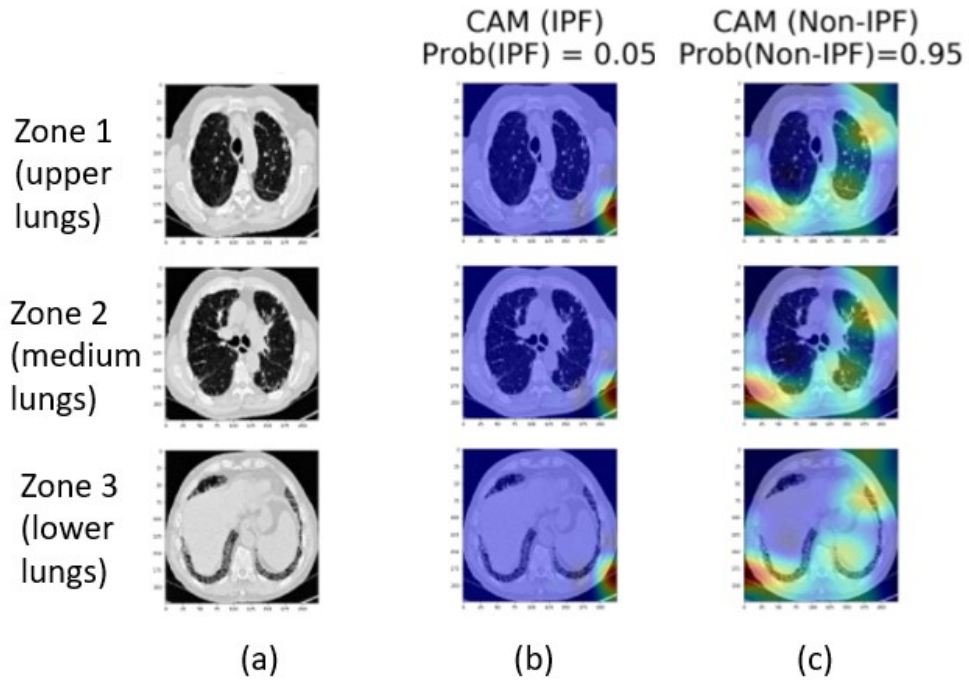 CAM (IPF)
Prob(IPF) = 0.05
CAM (Non-IPF)
Prob(Non-IPF)=0.95
Zone 1
(upper
lungs)
Zone 2
(medium
lungs)
Zone 3
(lower
lungs)
(a)
(b)
(c)